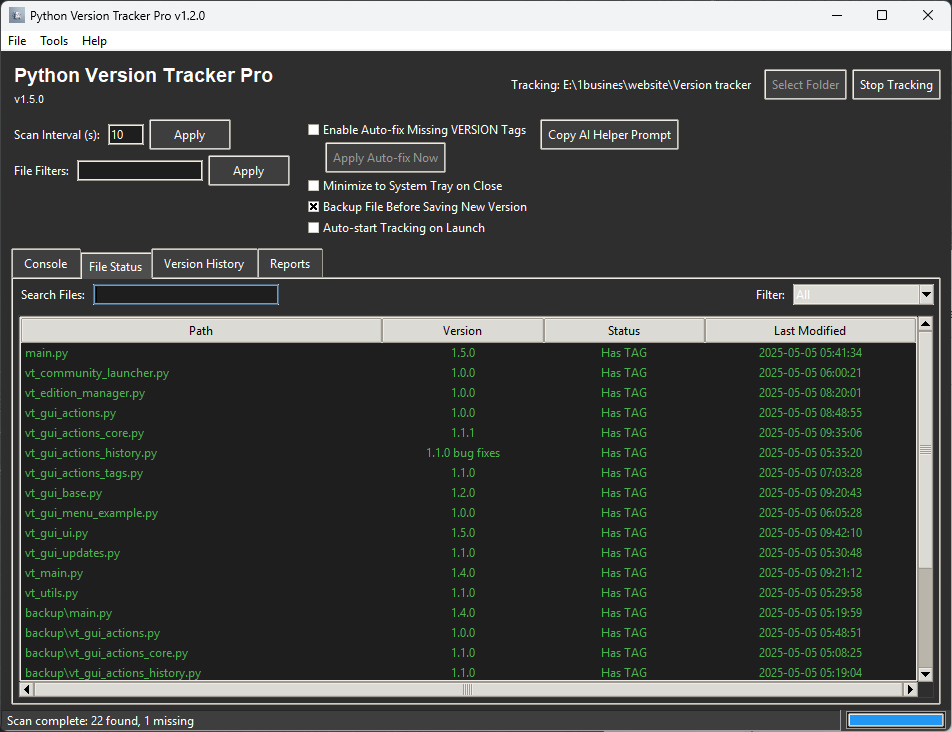 Python Version Tracker Pro v1.2.0
File Tools Help
Python Version Tracker Pro
v1.5.0
Tracking: E:\1busines\website\Version tracker Select Folder Stop Tracking
Scan Interval (s): 10 Apply
File Filters: Apply
Enable Auto-fix Missing VERSION Tags Copy AI Helper Prompt
Apply Auto-fix Now
Minimize to System Tray on Close
Backup File Before Saving New Version
Auto-start Tracking on Launch
Console File Status Version History Reports
Search Files: Filter: All
Path Version Status Last Modified
main.py 1.5.0 Has TAG 2025-05-05 05:41:34
vt_community_launcher.py 1.0.0 Has TAG 2025-05-05 06:00:21
vt_edition_manager.py 1.0.0 Has TAG 2025-05-05 08:20:01
vt_gui_actions.py 1.0.0 Has TAG 2025-05-05 08:48:55
vt_gui_actions_core.py 1.1.1 Has TAG 2025-05-05 09:35:06
vt_gui_actions_history.py 1.1.0 bug fixes Has TAG 2025-05-05 05:35:20
vt_gui_actions_tags.py 1.1.0 Has TAG 2025-05-05 07:03:28
vt_gui_base.py 1.2.0 Has TAG 2025-05-05 09:20:43
vt_gui_menu_example.py 1.0.0 Has TAG 2025-05-05 06:05:28
vt_gui_ui.py 1.5.0 Has TAG 2025-05-05 09:42:10
vt_gui_updates.py 1.1.0 Has TAG 2025-05-05 05:30:48
vt_main.py 1.4.0 Has TAG 2025-05-05 09:21:12
vt_utils.py 1.1.0 Has TAG 2025-05-05 05:29:58
backup\main.py 1.4.0 Has TAG 2025-05-05 05:19:59
backup\vt_gui_actions.py 1.0.0 Has TAG 2025-05-05 05:48:51
backup\vt_gui_actions_core.py 1.1.0 Has TAG 2025-05-05 05:08:25
backup\vt_gui_actions_history.py 1.1.0 Has TAG 2025-05-05 05:19:04
Scan complete: 22 found, 1 missing